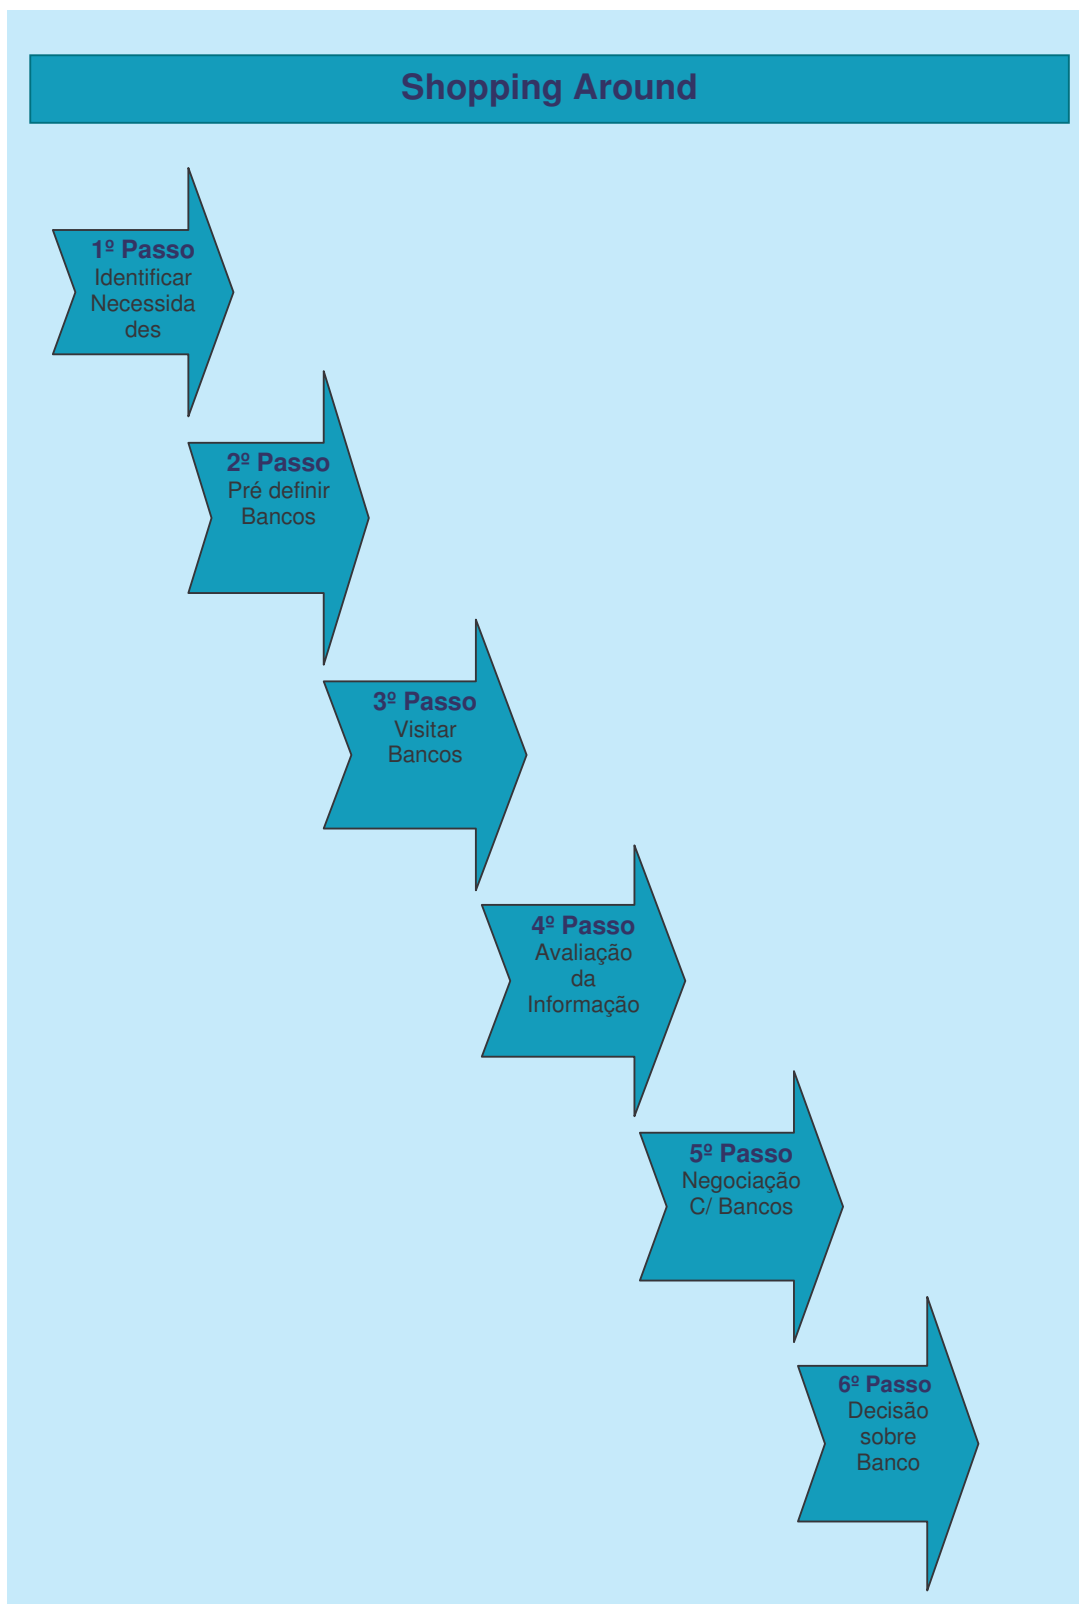 Shopping Around
1º Passo
Identificar
Necessida
des
2º Passo
Pré definir
Bancos
3º Passo
Visitar
Bancos
4º Passo
Avaliação
da
Informação
5º Passo
Negociação
C/ Bancos
6º Passo
Decisão
sobre
Banco